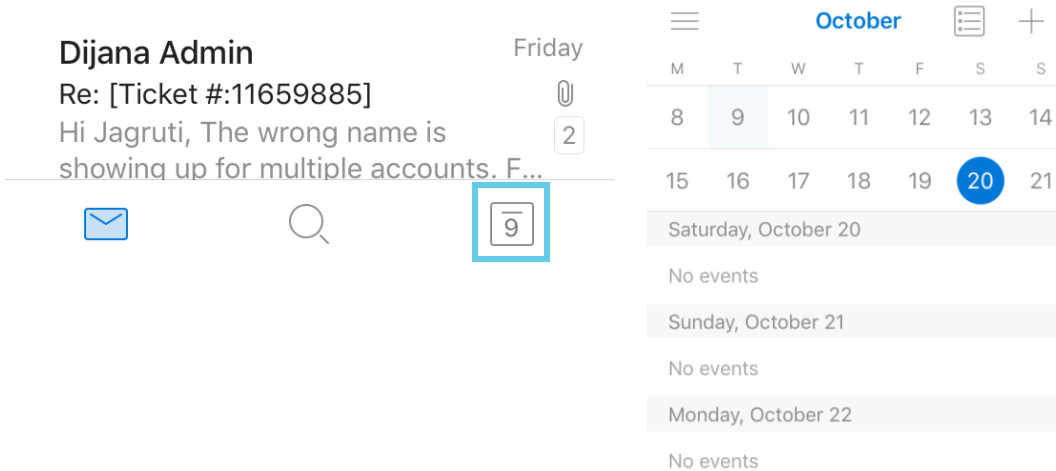 Dijana Admin
Friday
Re: [Ticket #:11659885]
Hi Jagruti, The wrong name is
2
showing up for multiple accounts. F...
9
October
M T W T F S S
8 9 10 11 12 13 14
15 16 17 18 19 20 21
Saturday, October 20
No events
Sunday, October 21
No events
Monday, October 22
No events